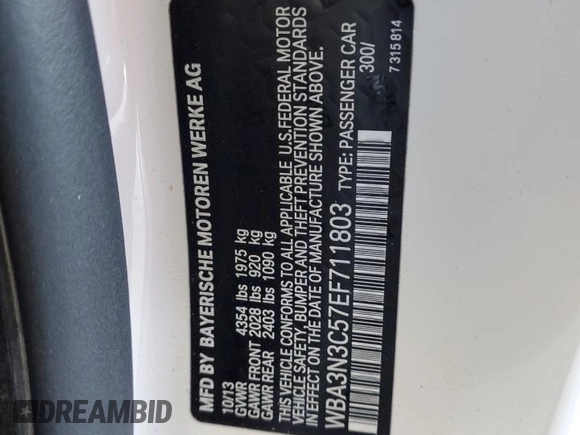 MFD BY BAYERISCHE MOTOREN WERKE AG
10/13
GVWR 4354 lbs 1975 kg
GAWR FRONT 2028 lbs 920 kg
GAWR REAR 2403 lbs 1090 kg
THIS VEHICLE CONFORMS TO ALL APPLICABLE U.S. FEDERAL MOTOR
VEHICLE SAFETY, BUMPER AND THEFT PREVENTION STANDARDS
IN EFFECT ON THE DATE OF MANUFACTURE SHOWN ABOVE.
WBA3N3C57EF711803 TYPE: PASSENGER CAR
300/
7315814
DREAMBID